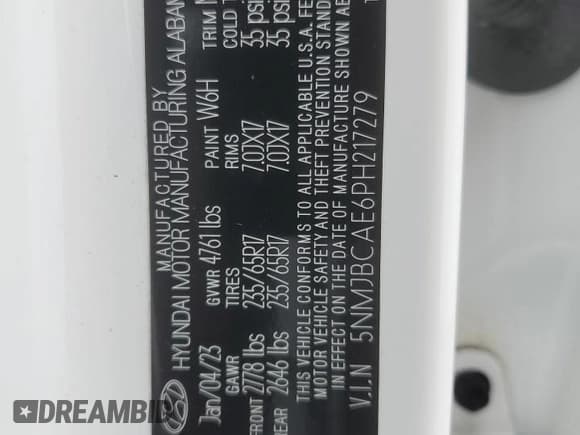 MANUFACTURED BY
HYUNDAI MOTOR MANUFACTURING ALABAM
Jan/04/23 GVWR 4761 lbs PAINT W6H TRIM
GAWR TIRES RIMS COLD
FRONT 2778 lbs 235/65R17 7.0JX17 35 psi
REAR 2646 lbs 235/65R17 7.0JX17 35 psi
THIS VEHICLE CONFORMS TO ALL APPLICABLE U.S.A. FE
MOTOR VEHICLE SAFETY AND THEFT PREVENTION STAND
IN EFFECT ON THE DATE OF MANUFACTURE SHOWN AB
V.I.N 5NMJBCAE6PH217279
DREAMBID